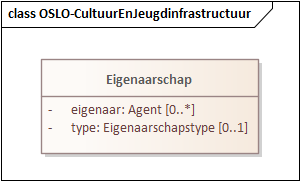 class OSLO-CultuurEnJeugdinfrastructuur
Eigenaarschap
- eigenaar: Agent [0..*]
- type: Eigenaarschapstype [0..1]